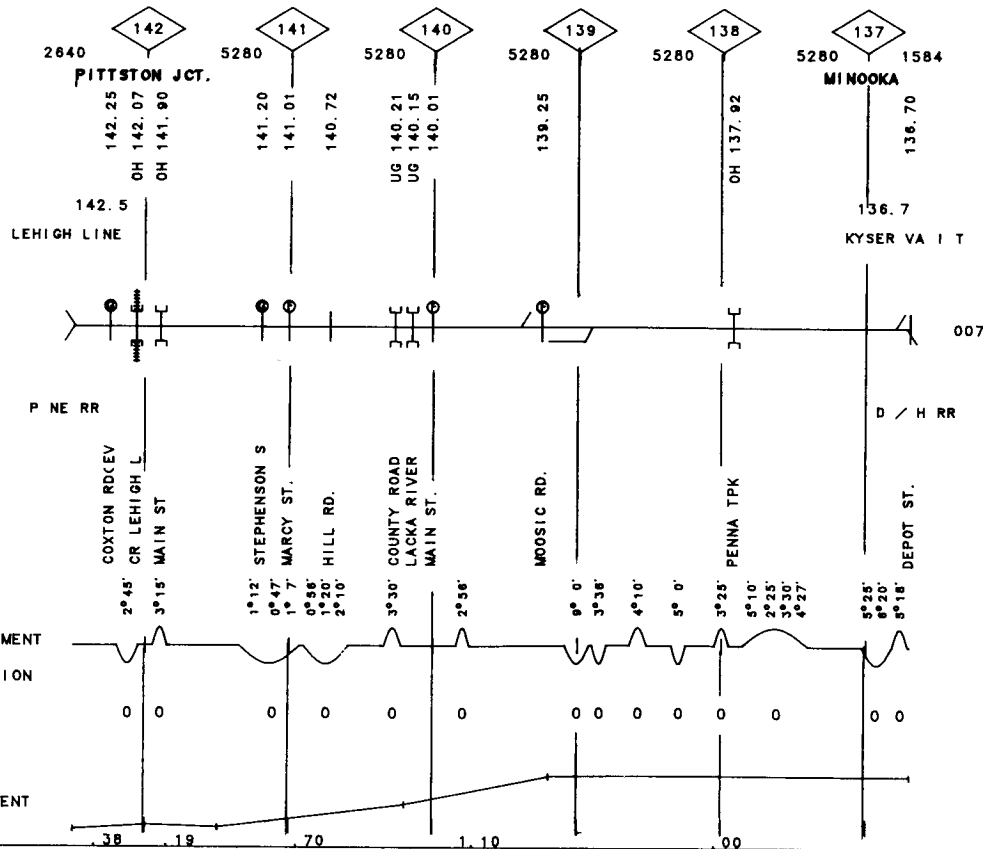 142 141 140 139 138 137
2640 5280 5280 5280 5280 5280 1584
PITTSTON JCT. MINOOKA
142.25
OH 142.07
OH 141.90
141.20
141.01
140.72
UG 140.21
UG 140.15
140.01
139.25
OH 137.92
136.70
142.5 136.7
LEHIGH LINE KYSER VA I T
007
P NE RR D / H RR
COXTON RD(EV
CR LEHIGH L
MAIN ST
STEPHENSON S
MARCY ST.
HILL RD.
COUNTY ROAD
LACKA RIVER
MAIN ST.
MOOSIC RD.
PENNA TPK
DEPOT ST.
2°45'
3°15'
1°12'
0°47'
1° 7'
0°56'
1°20'
2°10'
3°30'
2°56'
9° 0'
3°36'
4°10'
5° 0'
3°25'
5°10'
2°25'
3°30'
4°27'
5°25'
6°20'
5°18'
MENT
ION
0 0 0 0 0 0 0 0 0 0 0 0 0 0
ENT
.38 .19 .70 1.10 .00